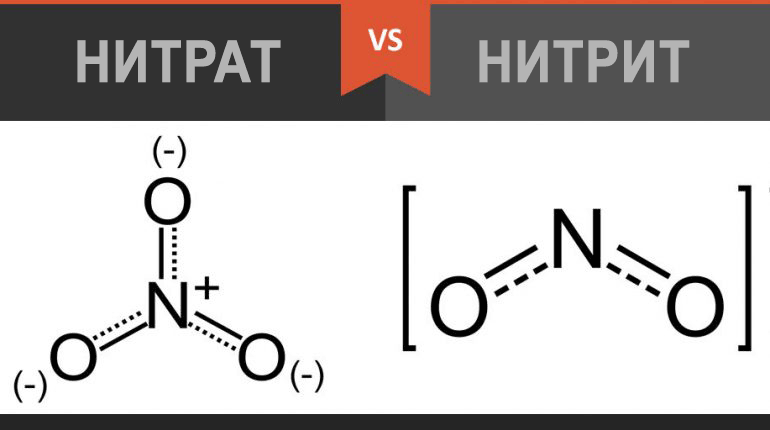 НИТРАТ VS НИТРИТ
(-)
O
N+
O O
(-) (-)
[ N ]
O O